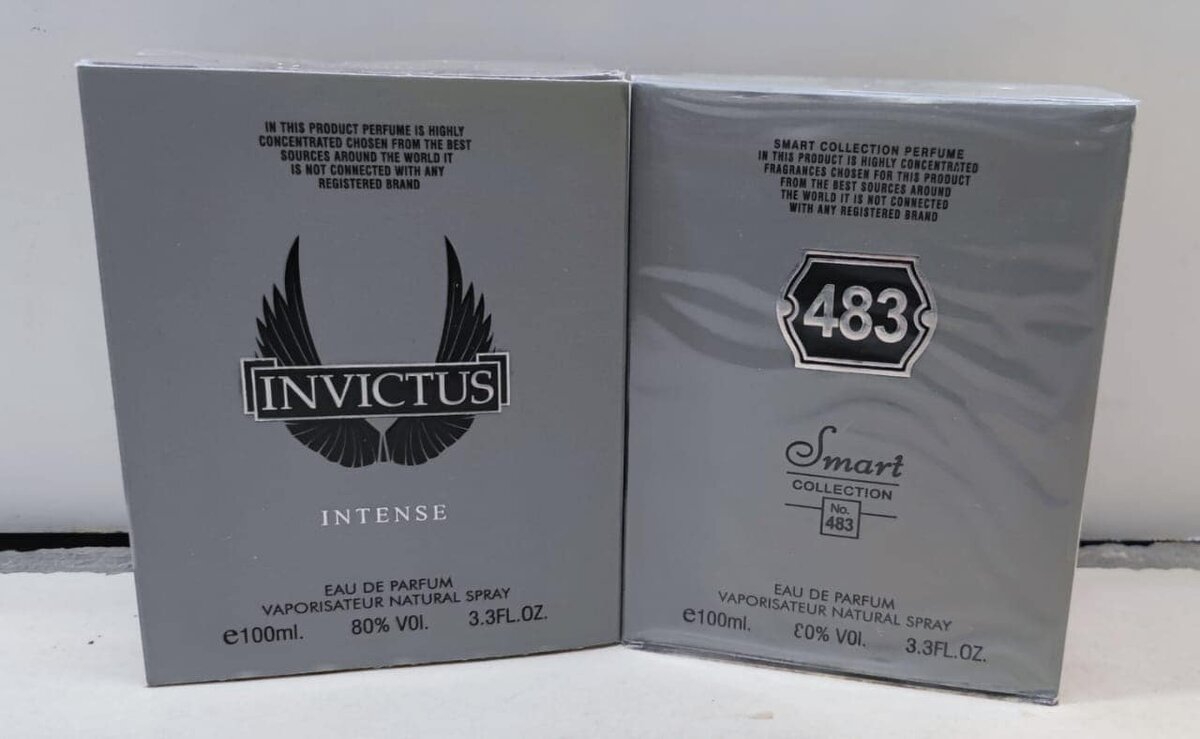 IN THIS PRODUCT PERFUME IS HIGHLY
CONCENTRATED CHOSEN FROM THE BEST
SOURCES AROUND THE WORLD IT
IS NOT CONNECTED WITH ANY
REGISTERED BRAND
INVICTUS
INTENSE
EAU DE PARFUM
VAPORISATEUR NATURAL SPRAY
e100ml. 80% VOl. 3.3FL.OZ.
SMART COLLECTION PERFUME
IN THIS PRODUCT IS HIGHLY CONCENTRATED
FRAGRANCES CHOSEN FOR THIS PRODUCT
FROM THE BEST SOURCES AROUND
THE WORLD IT IS NOT CONNECTED
WITH ANY REGISTERED BRAND
483
Smart
COLLECTION
No.
483
EAU DE PARFUM
VAPORISATEUR NATURAL SPRAY
e100ml. 80% VOl. 3.3FL.OZ.